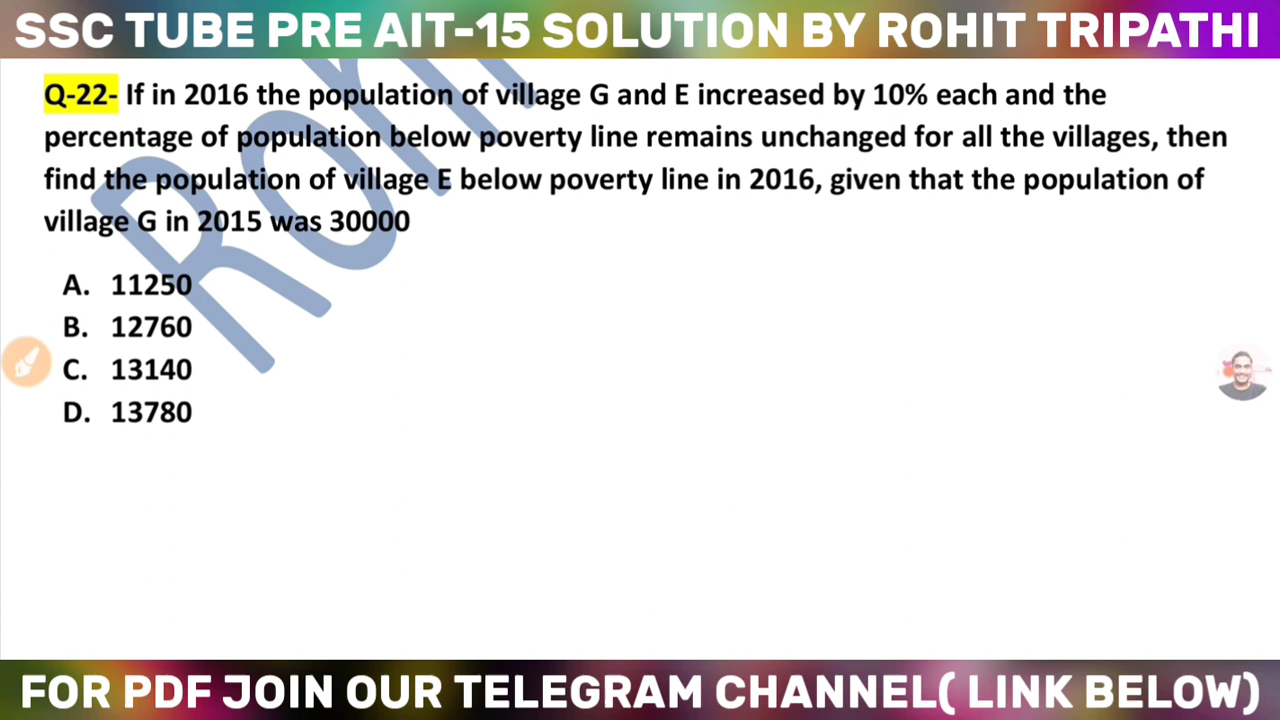 SSC TUBE PRE AIT-15 SOLUTION BY ROHIT TRIPATHI
Q-22- If in 2016 the population of village G and E increased by 10% each and the
percentage of population below poverty line remains unchanged for all the villages, then
find the population of village E below poverty line in 2016, given that the population of
village G in 2015 was 30000
A. 11250
B. 12760
C. 13140
D. 13780
FOR PDF JOIN OUR TELEGRAM CHANNEL( LINK BELOW)